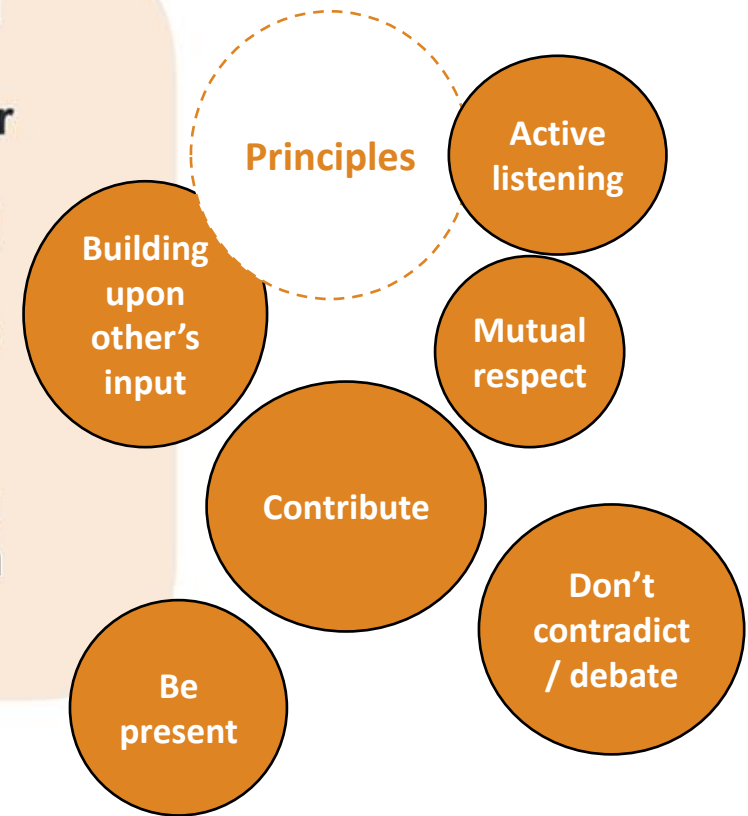 Principles
Active
listening
Building
upon
other’s
input
Mutual
respect
Contribute
Don’t
contradict
/ debate
Be
present